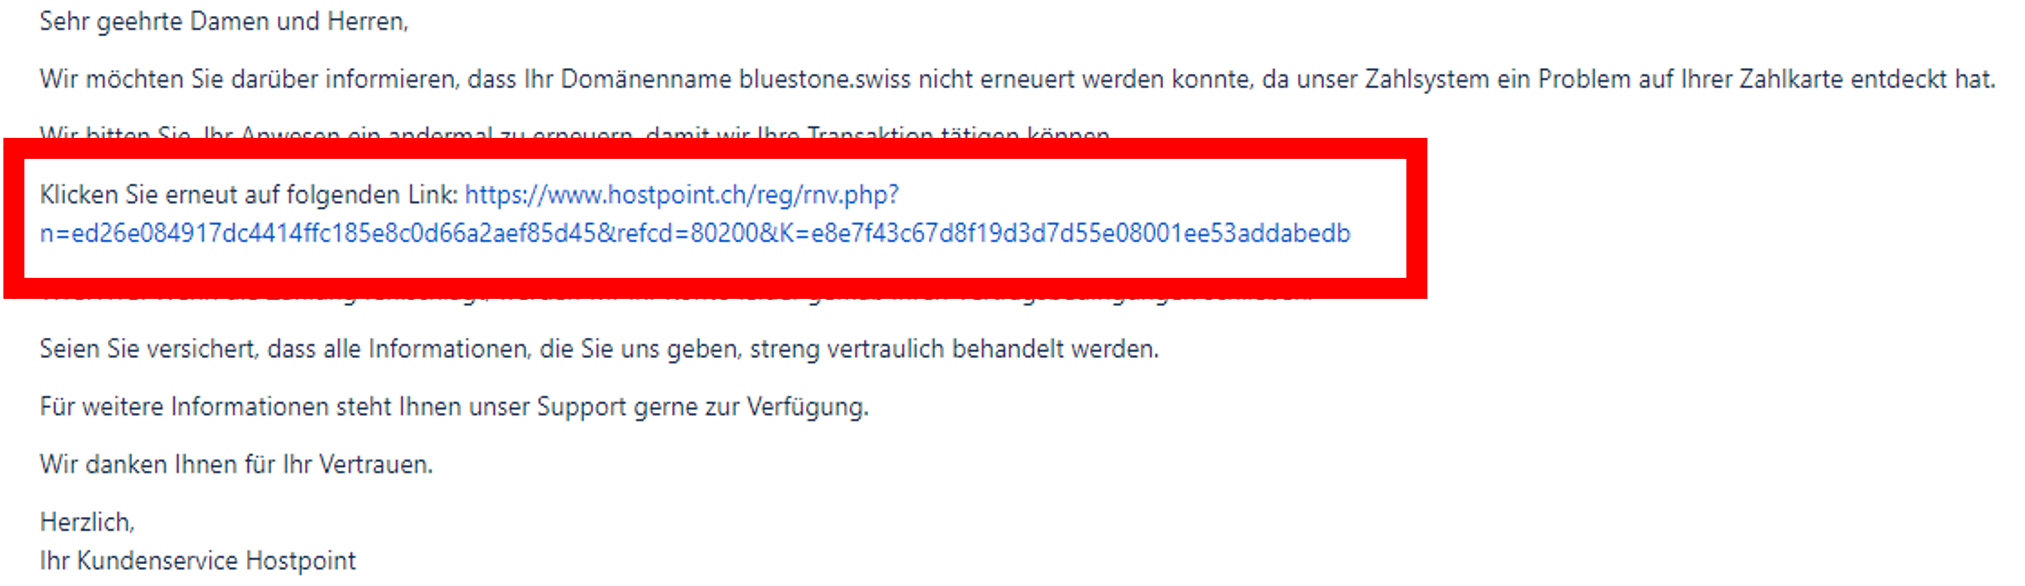 Sehr geehrte Damen und Herren,
Wir möchten Sie darüber informieren, dass Ihr Domänenname bluestone.swiss nicht erneuert werden konnte, da unser Zahlsystem ein Problem auf Ihrer Zahlkarte entdeckt hat.
Wir bitten Sie, Ihr Anwesen ein andermal zu erneuern, damit wir Ihre Transaktion tätigen können.
Klicken Sie erneut auf folgenden Link: https://www.hostpoint.ch/reg/rnv.php?
n=ed26e084917dc4414ffc185e8c0d66a2aef85d45&refcd=80200&K=e8e7f43c67d8f19d3d7d55e08001ee53addabedb
Seien Sie versichert, dass alle Informationen, die Sie uns geben, streng vertraulich behandelt werden.
Für weitere Informationen steht Ihnen unser Support gerne zur Verfügung.
Wir danken Ihnen für Ihr Vertrauen.
Herzlich,
Ihr Kundenservice Hostpoint